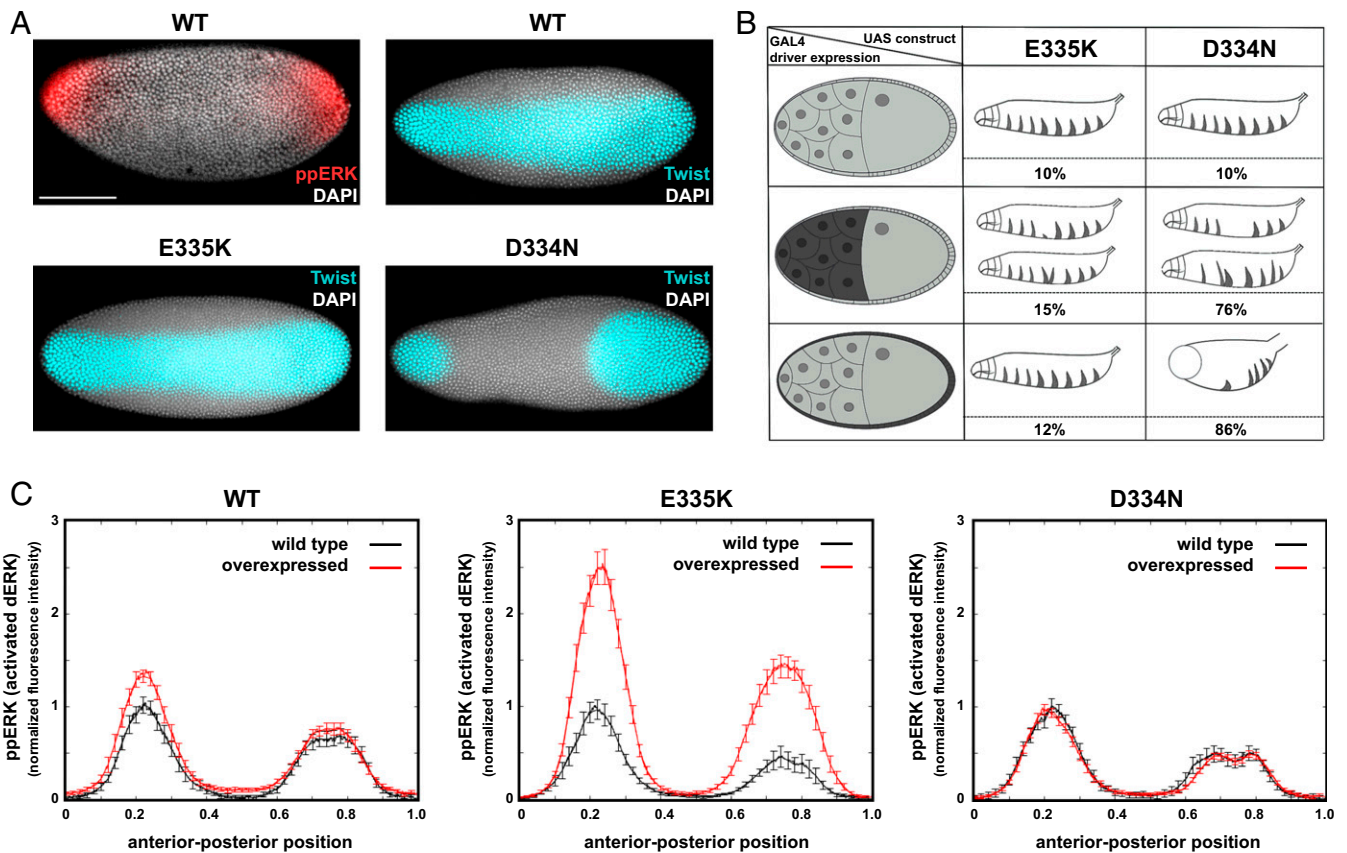 A
WT
ppERK
DAPI
WT
Twist
DAPI
E335K
Twist
DAPI
D334N
Twist
DAPI
B
GAL4
driver expression
UAS construct
E335K
D334N
10%
10%
15%
76%
12%
86%
C
WT
ppERK (activated dERK)
(normalized fluorescence intensity)
3
2
1
0
wild type
overexpressed
0 0.2 0.4 0.6 0.8 1.0
anterior-posterior position
E335K
ppERK (activated dERK)
(normalized fluorescence intensity)
3
2
1
0
wild type
overexpressed
0 0.2 0.4 0.6 0.8 1.0
anterior-posterior position
D334N
ppERK (activated dERK)
(normalized fluorescence intensity)
3
2
1
0
wild type
overexpressed
0 0.2 0.4 0.6 0.8 1.0
anterior-posterior position